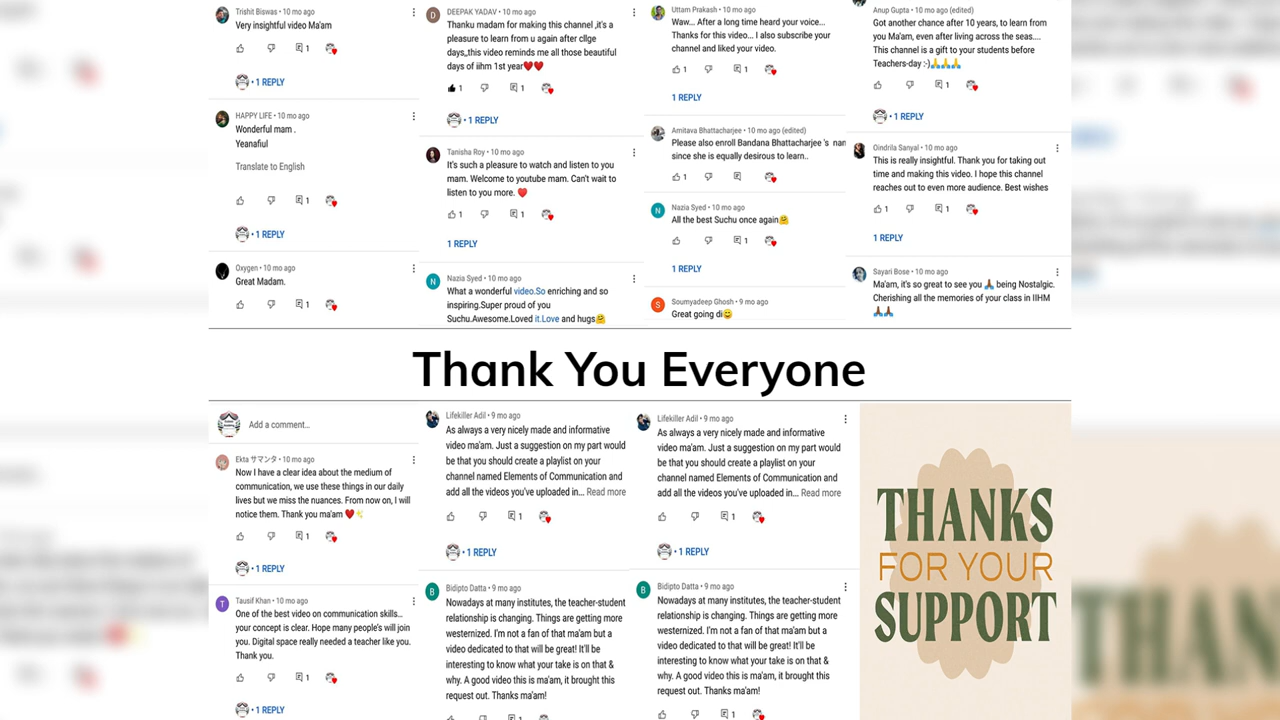 Trishit Biswas • 10 mo ago
Very insightful video Ma'am
1
• 1 REPLY
HAPPY LIFE • 10 mo ago
Wonderful mam .
Yeanafiul
Translate to English
1
• 1 REPLY
Oxygen • 10 mo ago
Great Madam.
1
D
DEEPAK YADAV • 10 mo ago
Thanku madam for making this channel ,it's a
pleasure to learn from u again after cllge
days,,this video reminds me all those beautiful
days of iihm 1st year❤️❤️
1 1
• 1 REPLY
Tanisha Roy • 10 mo ago
It's such a pleasure to watch and listen to you
mam. Welcome to youtube mam. Can't wait to
listen to you more. ❤️
1 1
1 REPLY
N
Nazia Syed • 10 mo ago
What a wonderful video.So enriching and so
inspiring.Super proud of you
Suchu.Awesome.Loved it.Love and hugs🤗
Uttam Prakash • 10 mo ago
Waw... After a long time heard your voice...
Thanks for this video... I also subscribe your
channel and liked your video.
1 1
1 REPLY
Amitava Bhattacharjee • 10 mo ago (edited)
Please also enroll Bandana Bhattacharjee 's nam
since she is equally desirous to learn..
1
N
Nazia Syed • 10 mo ago
All the best Suchu once again🤗
1
1 REPLY
S
Soumyadeep Ghosh • 9 mo ago
Great going di😄
Anup Gupta • 10 mo ago (edited)
Got another chance after 10 years, to learn from
you Ma'am, even after living across the seas....
This channel is a gift to your students before
Teachers-day :-)🙏🙏🙏
1
• 1 REPLY
Oindrila Sanyal • 10 mo ago
This is really insightful. Thank you for taking out
time and making this video. I hope this channel
reaches out to even more audience. Best wishes
1 1
1 REPLY
Sayari Bose • 10 mo ago
Ma'am, it's so great to see you 🙏🏾 being Nostalgic.
Cherishing all the memories of your class in IIHM
🙏🏾🙏🏾
Thank You Everyone
Add a comment...
Ekta サマンタ • 10 mo ago
Now I have a clear idea about the medium of
communication, we use these things in our daily
lives but we miss the nuances. From now on, I will
notice them. Thank you ma'am ❤️✨
1
• 1 REPLY
T
Tausif Khan • 10 mo ago
One of the best video on communication skills...
your concept is clear. Hope many people's will join
you. Digital space really needed a teacher like you.
Thank you.
1
• 1 REPLY
Lifekiller Adil • 9 mo ago
As always a very nicely made and informative
video ma'am. Just a suggestion on my part would
be that you should create a playlist on your
channel named Elements of Communication and
add all the videos you've uploaded in... Read more
1
• 1 REPLY
B
Bidipto Datta • 9 mo ago
Nowadays at many institutes, the teacher-student
relationship is changing. Things are getting more
westernized. I'm not a fan of that ma'am but a
video dedicated to that will be great! It'll be
interesting to know what your take is on that &
why. A good video this is ma'am, it brought this
request out. Thanks ma'am!
1
Lifekiller Adil • 9 mo ago
As always a very nicely made and informative
video ma'am. Just a suggestion on my part would
be that you should create a playlist on your
channel named Elements of Communication and
add all the videos you've uploaded in... Read more
1
• 1 REPLY
B
Bidipto Datta • 9 mo ago
Nowadays at many institutes, the teacher-student
relationship is changing. Things are getting more
westernized. I'm not a fan of that ma'am but a
video dedicated to that will be great! It'll be
interesting to know what your take is on that &
why. A good video this is ma'am, it brought this
request out. Thanks ma'am!
1
THANKS
FOR YOUR
SUPPORT